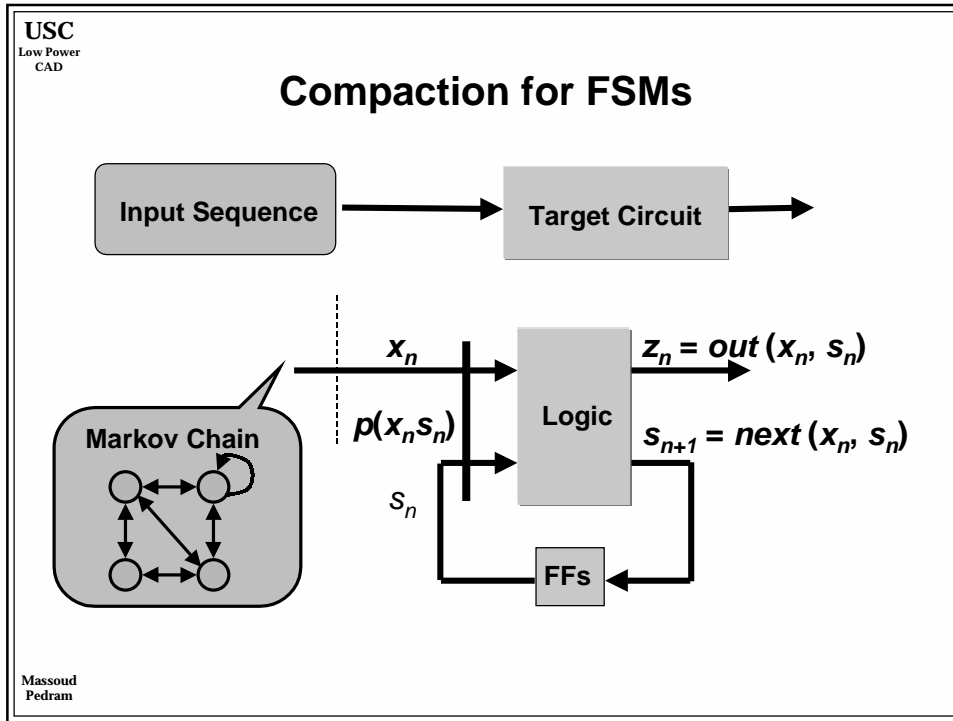 USC
Low Power
CAD
Compaction for FSMs
Input Sequence
Target Circuit
xₙ
zₙ = out (xₙ, sₙ)
p(xₙsₙ)
Logic
Markov Chain
sₙ₊₁ = next (xₙ, sₙ)
sₙ
FFs
Massoud
Pedram